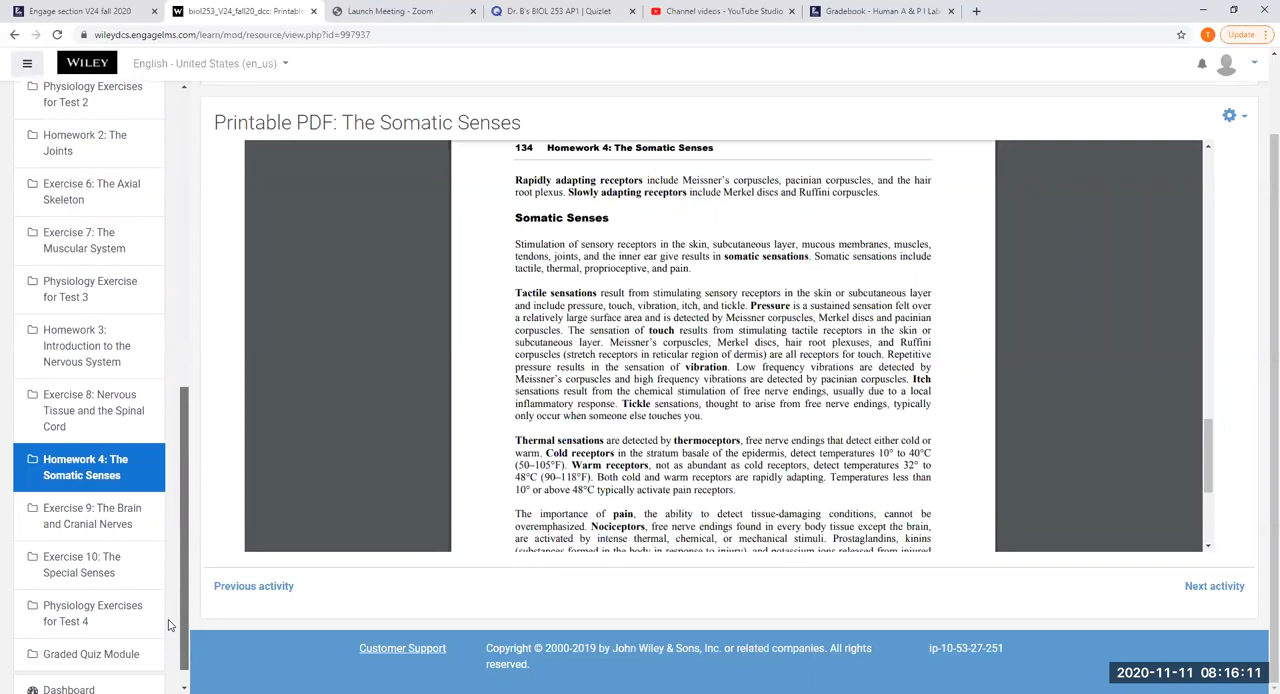 Engage section V24 fall 2020
biol253_V24_fall20_dcc: Printable
Launch Meeting - Zoom
Dr. B's BIOL 253 AP1 | Quizlet
Channel videos - YouTube Studio
Gradebook - Human A & P I Lab
wileydcs.engagelms.com/learn/mod/resource/view.php?id=997937
T
Update
WILEY
English - United States (en_us)
Physiology Exercises
for Test 2
Homework 2: The
Joints
Exercise 6: The Axial
Skeleton
Exercise 7: The
Muscular System
Physiology Exercise
for Test 3
Homework 3:
Introduction to the
Nervous System
Exercise 8: Nervous
Tissue and the Spinal
Cord
Homework 4: The
Somatic Senses
Exercise 9: The Brain
and Cranial Nerves
Exercise 10: The
Special Senses
Physiology Exercises
for Test 4
Graded Quiz Module
Dashboard
Printable PDF: The Somatic Senses
134 Homework 4: The Somatic Senses
Rapidly adapting receptors include Meissner's corpuscles, pacinian corpuscles, and the hair
root plexus. Slowly adapting receptors include Merkel discs and Ruffini corpuscles.
Somatic Senses
Stimulation of sensory receptors in the skin, subcutaneous layer, mucous membranes, muscles,
tendons, joints, and the inner ear give results in somatic sensations. Somatic sensations include
tactile, thermal, proprioceptive, and pain.
Tactile sensations result from stimulating sensory receptors in the skin or subcutaneous layer
and include pressure, touch, vibration, itch, and tickle. Pressure is a sustained sensation felt over
a relatively large surface area and is detected by Meissner corpuscles, Merkel discs and pacinian
corpuscles. The sensation of touch results from stimulating tactile receptors in the skin or
subcutaneous layer. Meissner's corpuscles, Merkel discs, hair root plexuses, and Ruffini
corpuscles (stretch receptors in reticular region of dermis) are all receptors for touch. Repetitive
pressure results in the sensation of vibration. Low frequency vibrations are detected by
Meissner's corpuscles and high frequency vibrations are detected by pacinian corpuscles. Itch
sensations result from the chemical stimulation of free nerve endings, usually due to a local
inflammatory response. Tickle sensations, thought to arise from free nerve endings, typically
only occur when someone else touches you.
Thermal sensations are detected by thermoceptors, free nerve endings that detect either cold or
warm. Cold receptors in the stratum basale of the epidermis, detect temperatures 10° to 40°C
(50–105°F). Warm receptors, not as abundant as cold receptors, detect temperatures 32° to
48°C (90–118°F). Both cold and warm receptors are rapidly adapting. Temperatures less than
10° or above 48°C typically activate pain receptors.
The importance of pain, the ability to detect tissue-damaging conditions, cannot be
overemphasized. Nociceptors, free nerve endings found in every body tissue except the brain,
are activated by intense thermal, chemical, or mechanical stimuli. Prostaglandins, kinins
(substances formed in the body in response to injury), and potassium ions released from injured
Previous activity
Next activity
Customer Support
Copyright © 2000-2019 by John Wiley & Sons, Inc. or related companies. All rights
reserved.
ip-10-53-27-251
2020-11-11 08:16:11